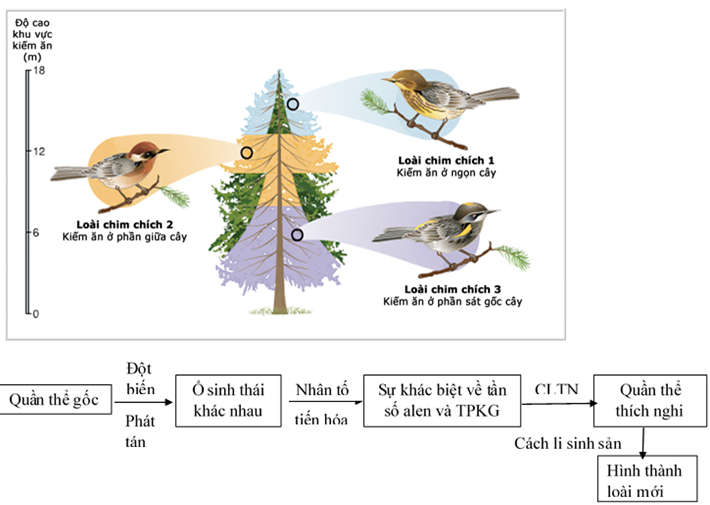 Độ cao
khu vực
kiếm ăn
(m)
18
12
6
0
Loài chim chích 1
Kiếm ăn ở ngọn cây
Loài chim chích 2
Kiếm ăn ở phần giữa cây
Loài chim chích 3
Kiếm ăn ở phần sát gốc cây
Quần thể gốc
Đột
biến
Phát
tán
Ổ sinh thái
khác nhau
Nhân tố
tiến hóa
Sự khác biệt về tần
số alen và TPKG
CLTN
Quần thể
thích nghi
Cách li sinh sản
Hình thành
loài mới